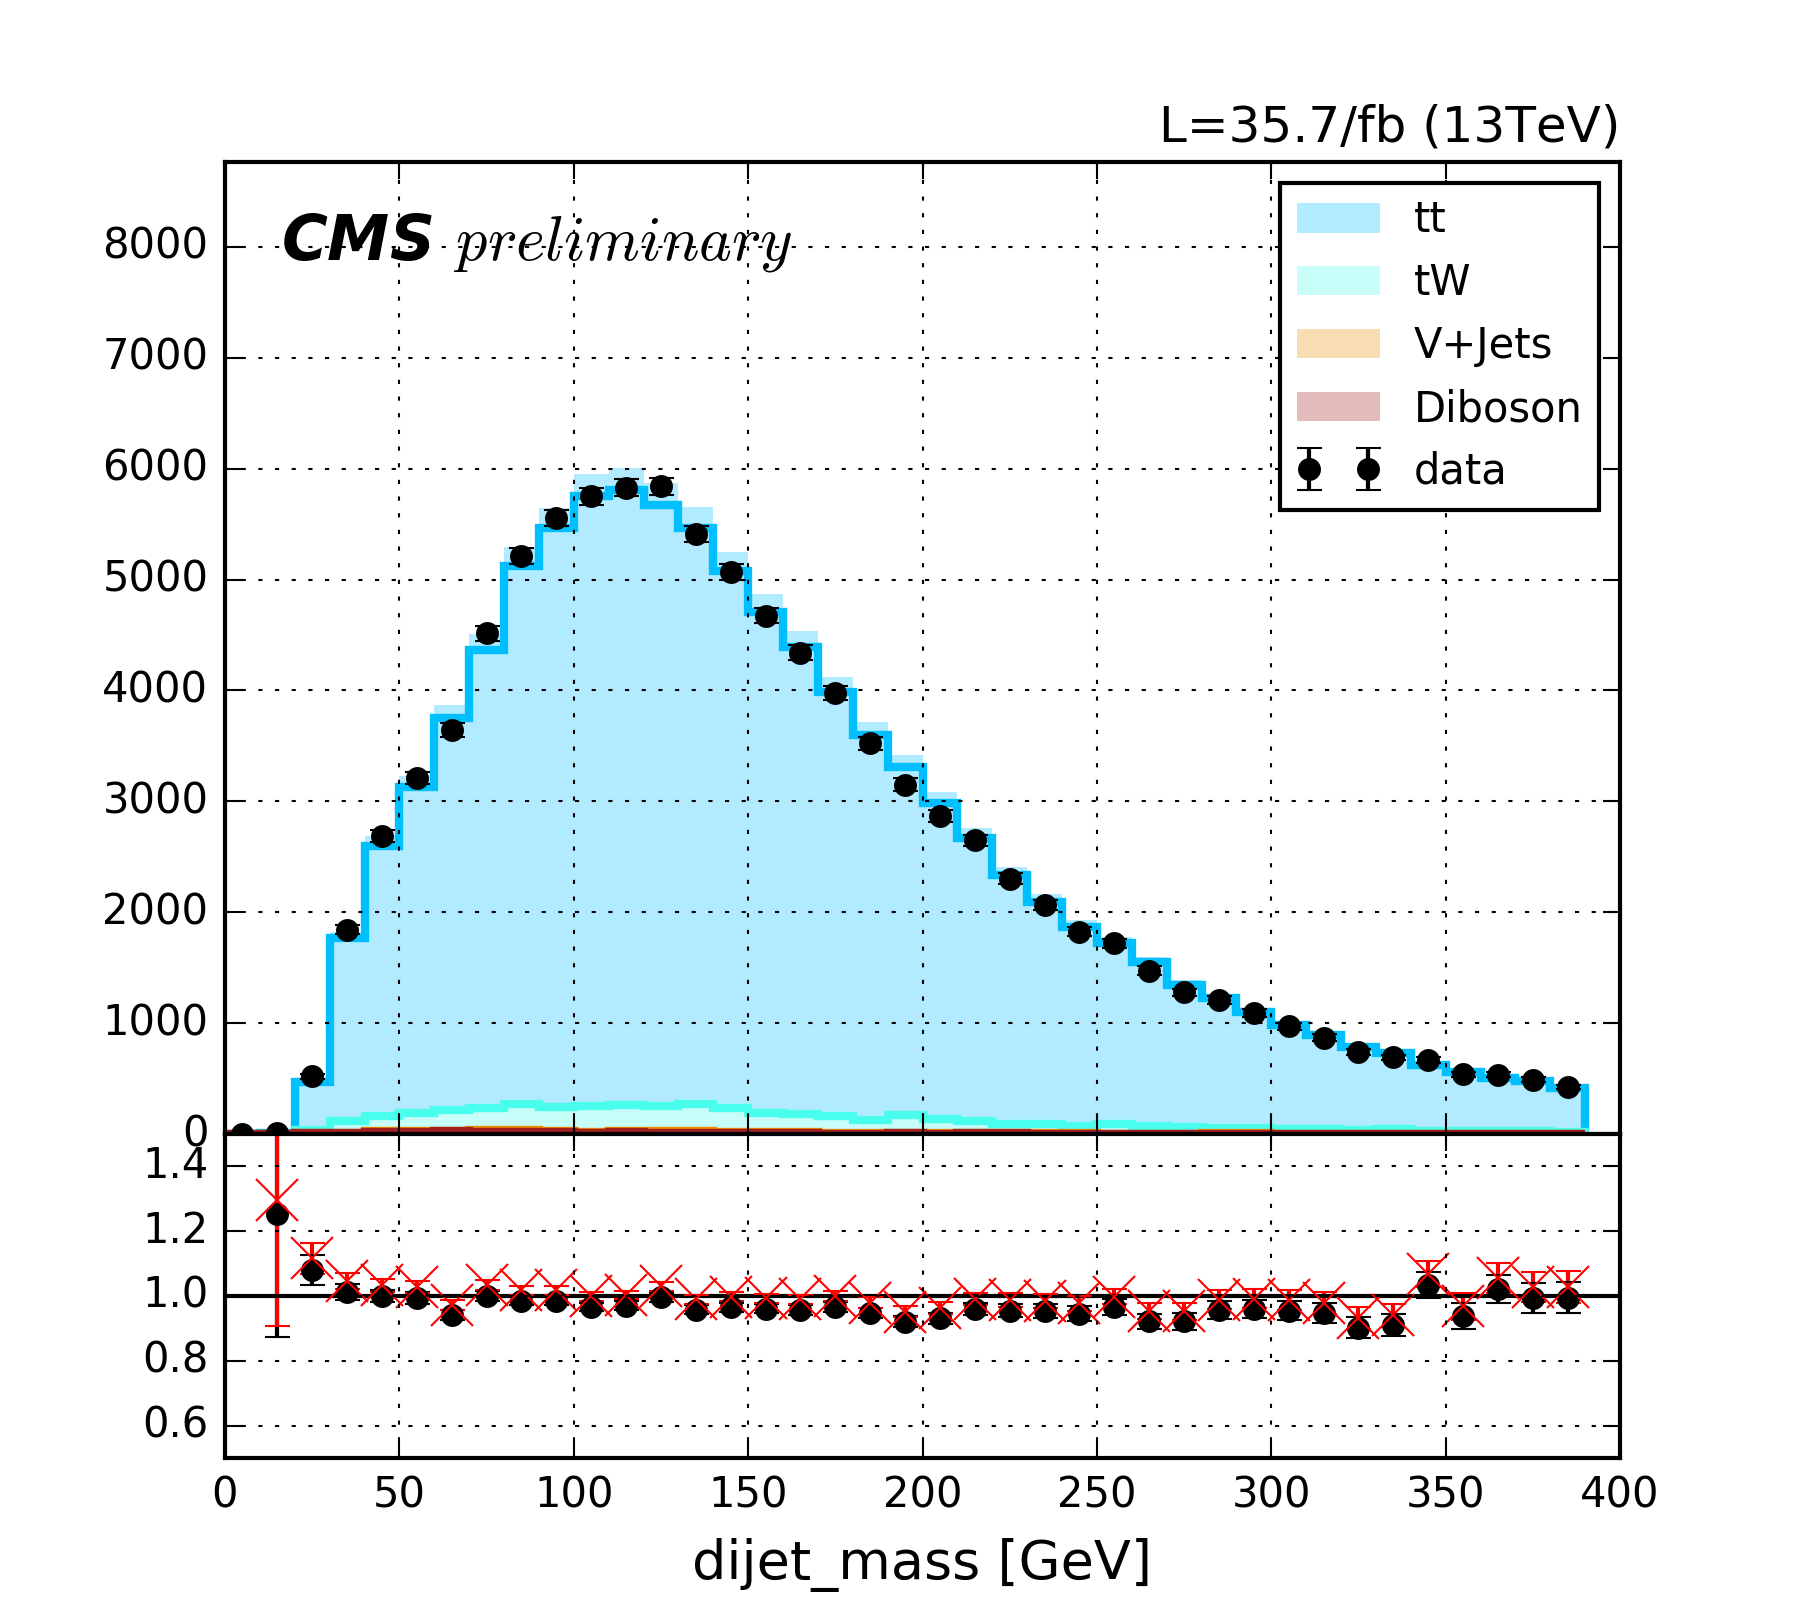 L=35.7/fb (13TeV)
CMS preliminary
tt
tW
V+Jets
Diboson
data
8000
7000
6000
5000
4000
3000
2000
1000
0
1.4
1.2
1.0
0.8
0.6
0 50 100 150 200 250 300 350 400
dijet_mass [GeV]